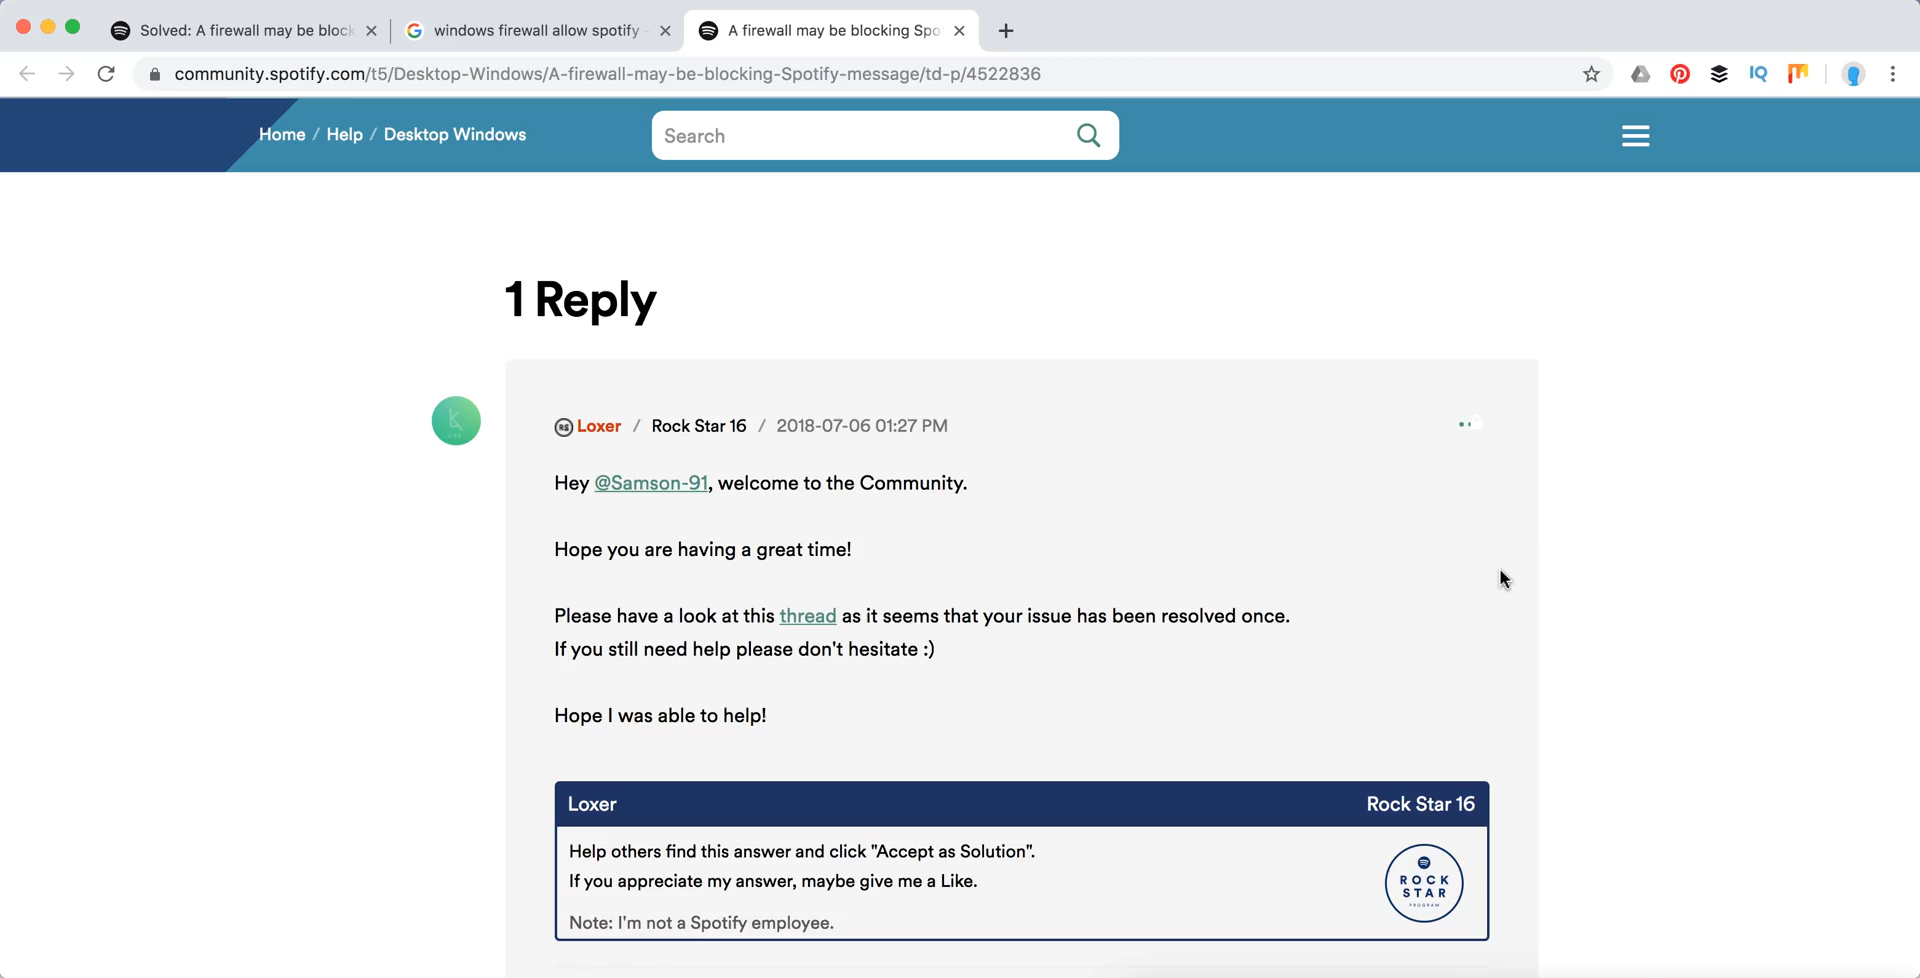 Solved: A firewall may be block
windows firewall allow spotify -
A firewall may be blocking Spo
community.spotify.com/t5/Desktop-Windows/A-firewall-may-be-blocking-Spotify-message/td-p/4522836
IQ
Home / Help / Desktop Windows
Search
1 Reply
RS Loxer / Rock Star 16 / 2018-07-06 01:27 PM
Hey @Samson-91, welcome to the Community.
Hope you are having a great time!
Please have a look at this thread as it seems that your issue has been resolved once.
If you still need help please don't hesitate :)
Hope I was able to help!
Loxer
Rock Star 16
Help others find this answer and click "Accept as Solution".
If you appreciate my answer, maybe give me a Like.
Note: I'm not a Spotify employee.
ROCK
STAR
PROGRAM